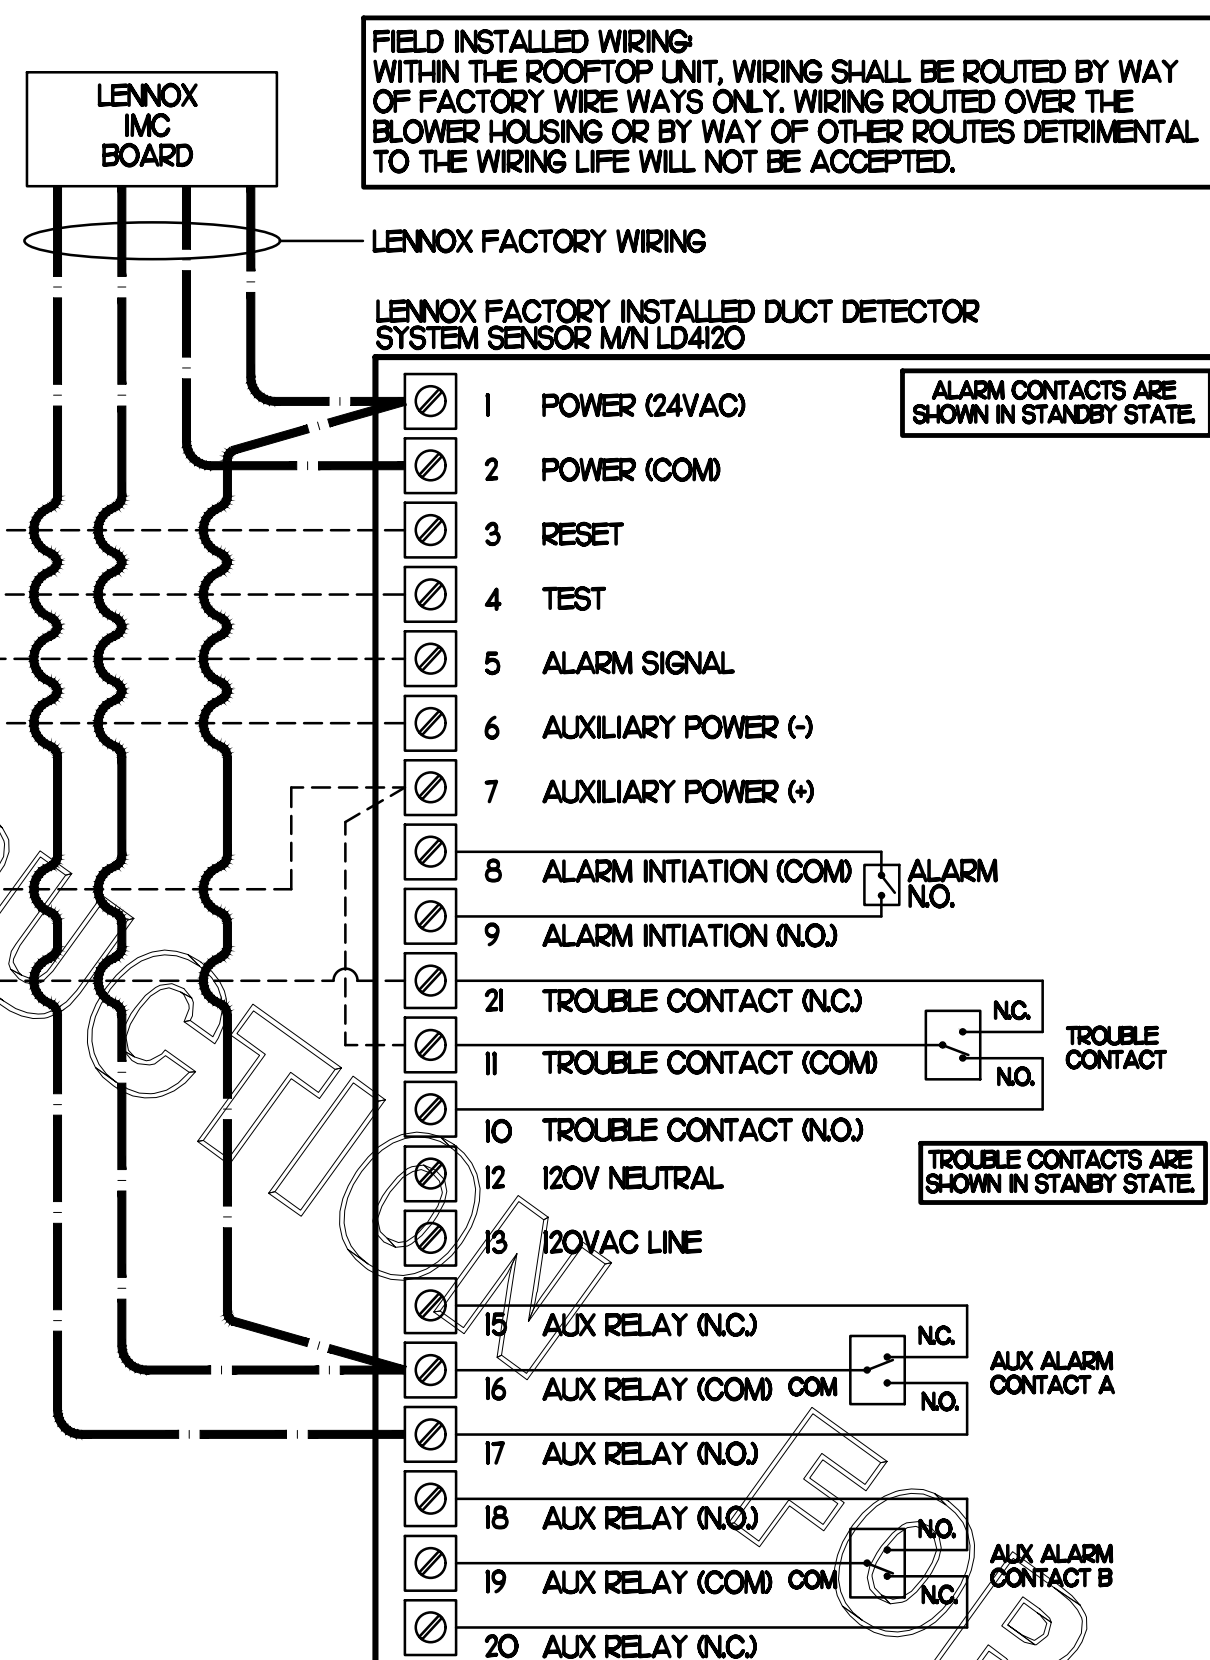 FIELD INSTALLED WIRING:
WITHIN THE ROOFTOP UNIT, WIRING SHALL BE ROUTED BY WAY
OF FACTORY WIRE WAYS ONLY. WIRING ROUTED OVER THE
BLOWER HOUSING OR BY WAY OF OTHER ROUTES DETRIMENTAL
TO THE WIRING LIFE WILL NOT BE ACCEPTED.
LENNOX
IMC
BOARD
LENNOX FACTORY WIRING
LENNOX FACTORY INSTALLED DUCT DETECTOR
SYSTEM SENSOR M/N LD4120
ALARM CONTACTS ARE
SHOWN IN STANDBY STATE.
1 POWER (24VAC)
2 POWER (COM)
3 RESET
4 TEST
5 ALARM SIGNAL
6 AUXILIARY POWER (-)
7 AUXILIARY POWER (+)
8 ALARM INTIATION (COM)
ALARM
N.O.
9 ALARM INTIATION (N.O.)
21 TROUBLE CONTACT (N.C.)
N.C.
TROUBLE
CONTACT
11 TROUBLE CONTACT (COM)
N.O.
10 TROUBLE CONTACT (N.O.)
TROUBLE CONTACTS ARE
SHOWN IN STANBY STATE.
12 120V NEUTRAL
13 120VAC LINE
15 AUX RELAY (N.C.)
N.C.
AUX ALARM
CONTACT A
16 AUX RELAY (COM) COM
N.O.
17 AUX RELAY (N.O.)
18 AUX RELAY (N.O.)
N.O.
AUX ALARM
CONTACT B
19 AUX RELAY (COM) COM
N.C.
20 AUX RELAY (N.C.)
UCTION
FOR